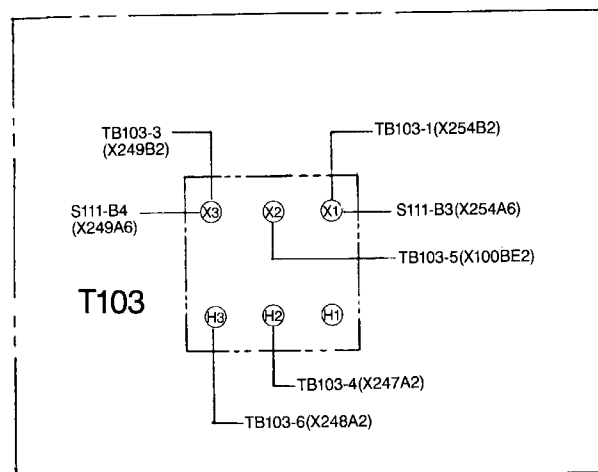 TB103-3
(X249B2)
TB103-1(X254B2)
S111-B4
(X249A6)
X3
X2
X1
S111-B3(X254A6)
TB103-5(X100BE2)
T103
H3
H2
H1
TB103-4(X247A2)
TB103-6(X248A2)